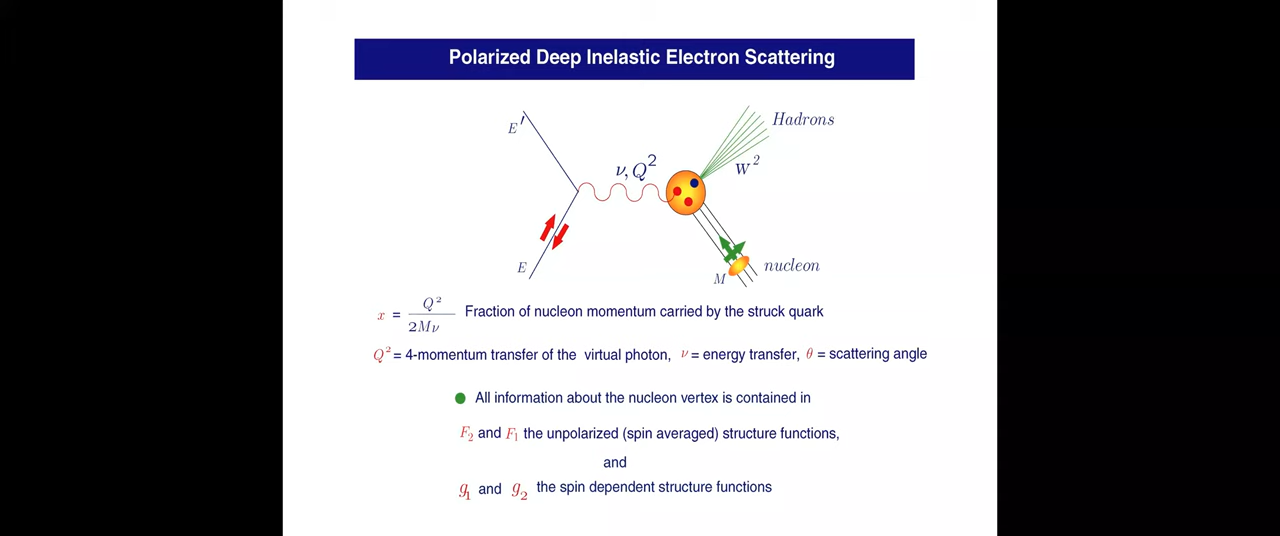 Polarized Deep Inelastic Electron Scattering
E′
Hadrons
ν, Q²
W²
E
M
nucleon
x = Q² / 2Mν Fraction of nucleon momentum carried by the struck quark
Q² = 4-momentum transfer of the virtual photon, ν = energy transfer, θ = scattering angle
All information about the nucleon vertex is contained in
F₂ and F₁ the unpolarized (spin averaged) structure functions,
and
g₁ and g₂ the spin dependent structure functions